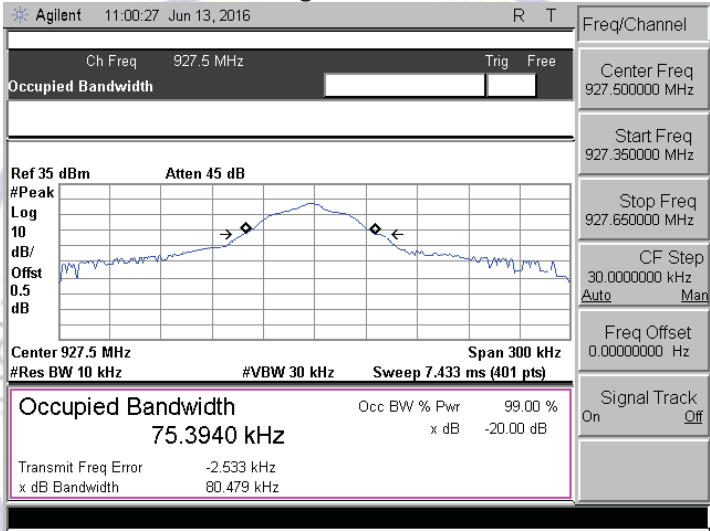 Agilent 11:00:27 Jun 13, 2016 R T
Freq/Channel
Ch Freq 927.5 MHz Trig Free
Occupied Bandwidth
Center Freq
927.500000 MHz
Start Freq
927.350000 MHz
Stop Freq
927.650000 MHz
CF Step
30.0000000 kHz
Auto Man
Freq Offset
0.00000000 Hz
Signal Track
On Off
Ref 35 dBm Atten 45 dB
#Peak
Log
10
dB/
Offst
0.5
dB
Center 927.5 MHz Span 300 kHz
#Res BW 10 kHz #VBW 30 kHz Sweep 7.433 ms (401 pts)
Occupied Bandwidth Occ BW % Pwr 99.00 %
75.3940 kHz x dB -20.00 dB
Transmit Freq Error -2.533 kHz
x dB Bandwidth 80.479 kHz